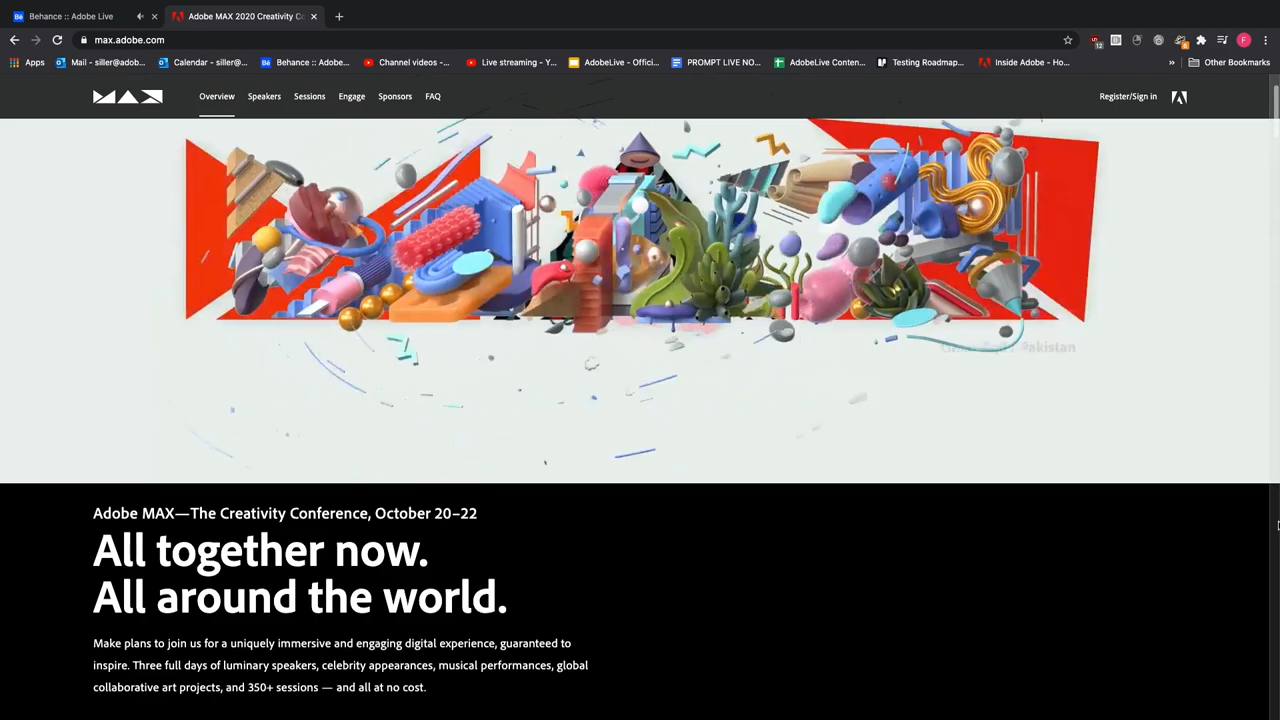 Behance :: Adobe Live
Adobe MAX 2020 Creativity Co
max.adobe.com
12
F
Apps
Mail - siller@adob...
Calendar - siller@...
Behance :: Adobe...
Channel videos -...
Live streaming - Y...
AdobeLive - Offici...
PROMPT LIVE NO...
AdobeLive Conten...
Testing Roadmap...
Inside Adobe - Ho...
»
Other Bookmarks
MAX
Overview
Speakers
Sessions
Engage
Sponsors
FAQ
Register/Sign in
Pakistan
Adobe MAX—The Creativity Conference, October 20–22
All together now.
All around the world.
Make plans to join us for a uniquely immersive and engaging digital experience, guaranteed to
inspire. Three full days of luminary speakers, celebrity appearances, musical performances, global
collaborative art projects, and 350+ sessions — and all at no cost.